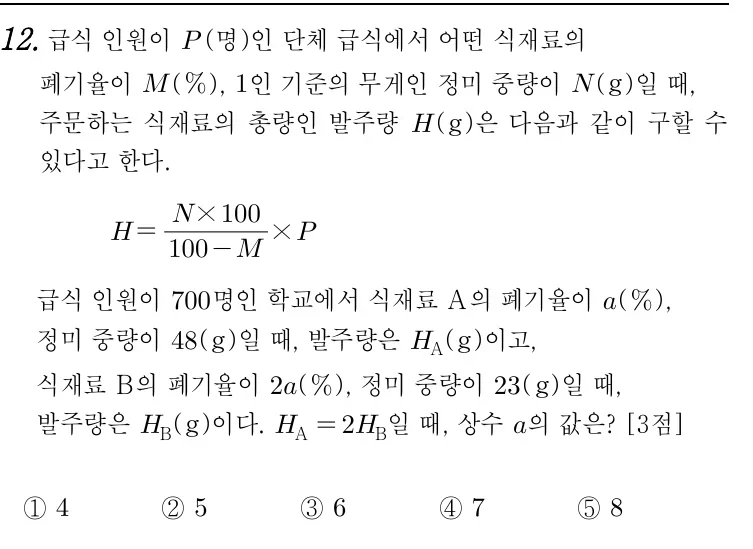 12. 급식 인원이 P(명)인 단체 급식에서 어떤 식재료의
폐기율이 M(%), 1인 기준의 무게인 정미 중량이 N(g)일 때,
주문하는 식재료의 총량인 발주량 H(g)은 다음과 같이 구할 수
있다고 한다.
H = \frac{N×100}{100-M} × P
급식 인원이 700명인 학교에서 식재료 A의 폐기율이 a(%),
정미 중량이 48(g)일 때, 발주량은 H_A(g)이고,
식재료 B의 폐기율이 2a(%), 정미 중량이 23(g)일 때,
발주량은 H_B(g)이다. H_A = 2H_B일 때, 상수 a의 값은? [3점]
① 4 ② 5 ③ 6 ④ 7 ⑤ 8